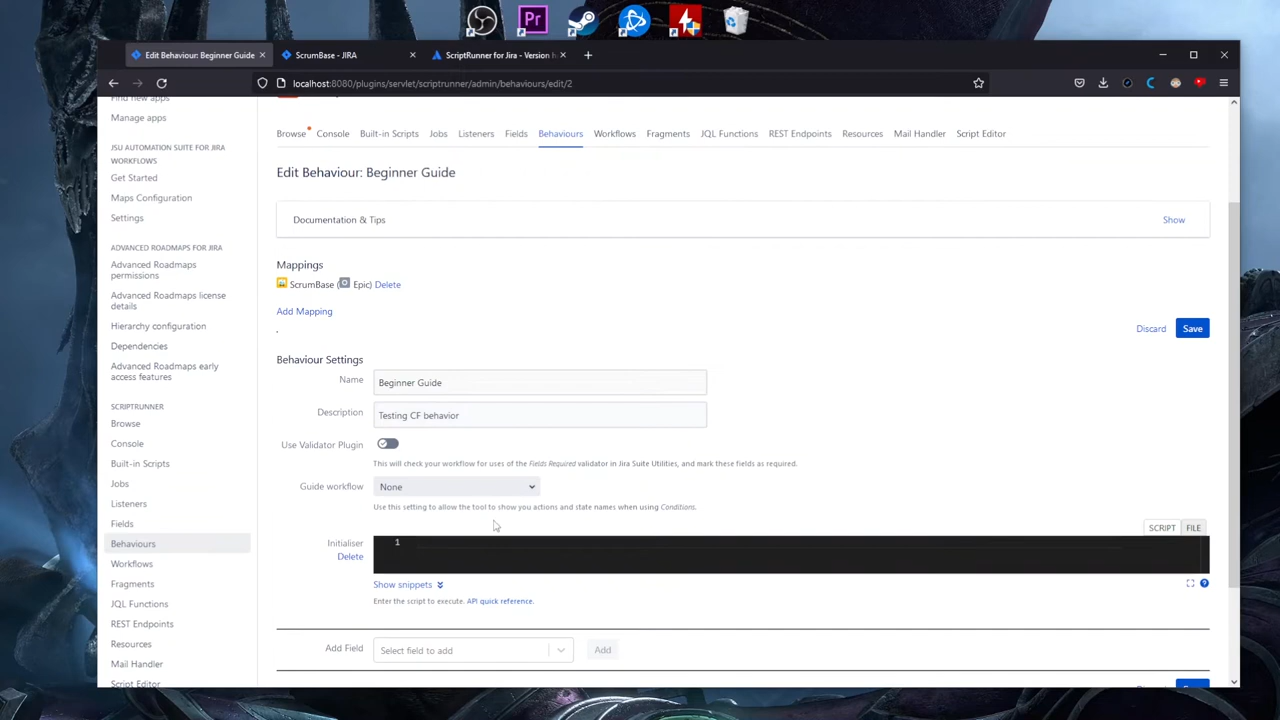 Pr
Edit Behaviour: Beginner Guide
ScrumBase - JIRA
ScriptRunner for Jira - Version h
localhost:8080/plugins/servlet/scriptrunner/admin/behaviours/edit/2
Find new apps
Manage apps
JSU AUTOMATION SUITE FOR JIRA
WORKFLOWS
Get Started
Maps Configuration
Settings
ADVANCED ROADMAPS FOR JIRA
Advanced Roadmaps
permissions
Advanced Roadmaps license
details
Hierarchy configuration
Dependencies
Advanced Roadmaps early
access features
SCRIPTRUNNER
Browse
Console
Built-in Scripts
Jobs
Listeners
Fields
Behaviours
Workflows
Fragments
JQL Functions
REST Endpoints
Resources
Mail Handler
Script Editor
Browse Console Built-in Scripts Jobs Listeners Fields Behaviours Workflows Fragments JQL Functions REST Endpoints Resources Mail Handler Script Editor
Edit Behaviour: Beginner Guide
Documentation & Tips Show
Mappings
ScrumBase ( Epic) Delete
Add Mapping
Discard Save
Behaviour Settings
Name Beginner Guide
Description Testing CF behavior
Use Validator Plugin
This will check your workflow for uses of the Fields Required validator in Jira Suite Utilities, and mark these fields as required.
Guide workflow None
Use this setting to allow the tool to show you actions and state names when using Conditions.
SCRIPT FILE
Initialiser 1
Delete
Show snippets
Enter the script to execute. API quick reference.
Add Field Select field to add Add